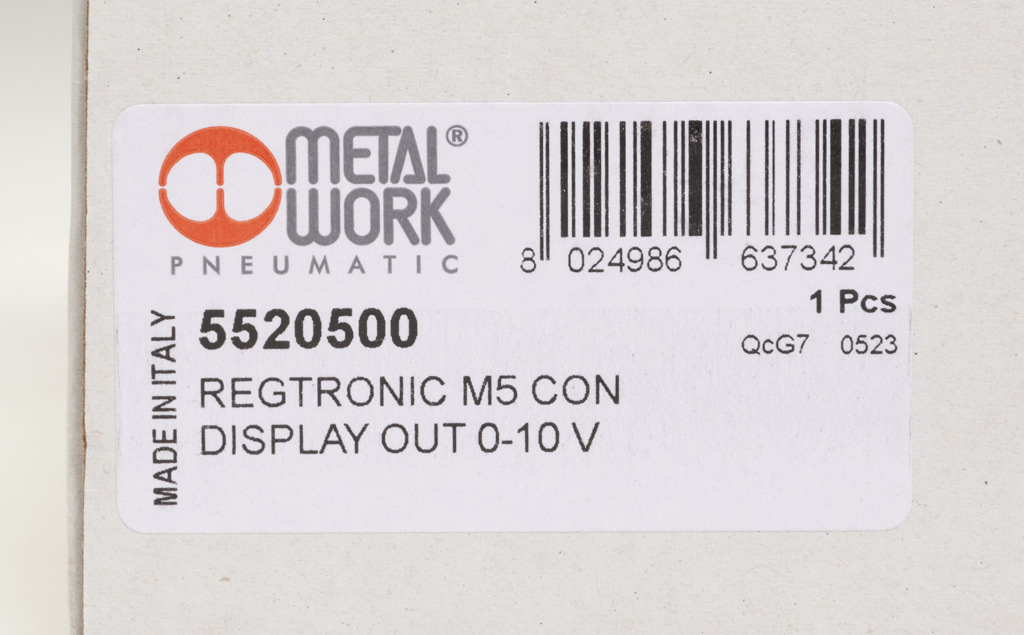 METAL®
WORK
PNEUMATIC
8 024986 637342
1 Pcs
QcG7 0523
MADE IN ITALY
5520500
REGTRONIC M5 CON
DISPLAY OUT 0-10 V